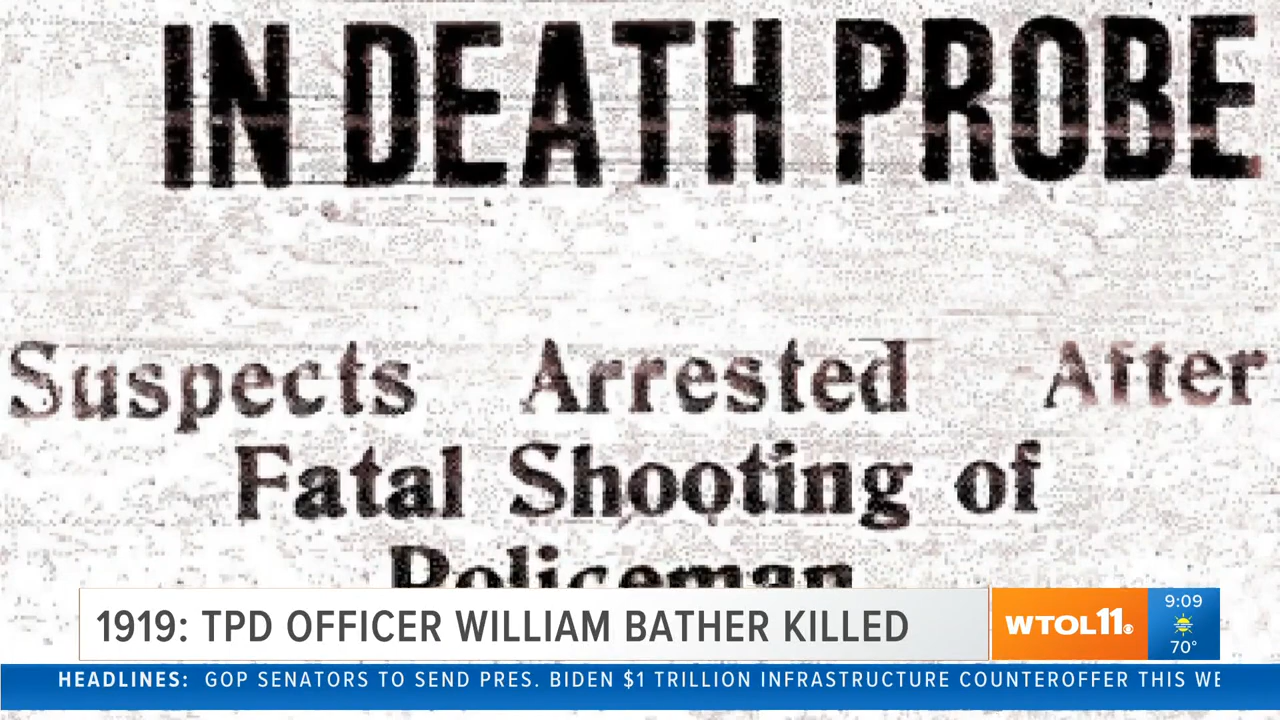 IN DEATH PROBE
Suspects Arrested After
Fatal Shooting of
Policeman
1919: TPD OFFICER WILLIAM BATHER KILLED
WTOL11
9:09
70°
HEADLINES: GOP SENATORS TO SEND PRES. BIDEN $1 TRILLION INFRASTRUCTURE COUNTEROFFER THIS WE